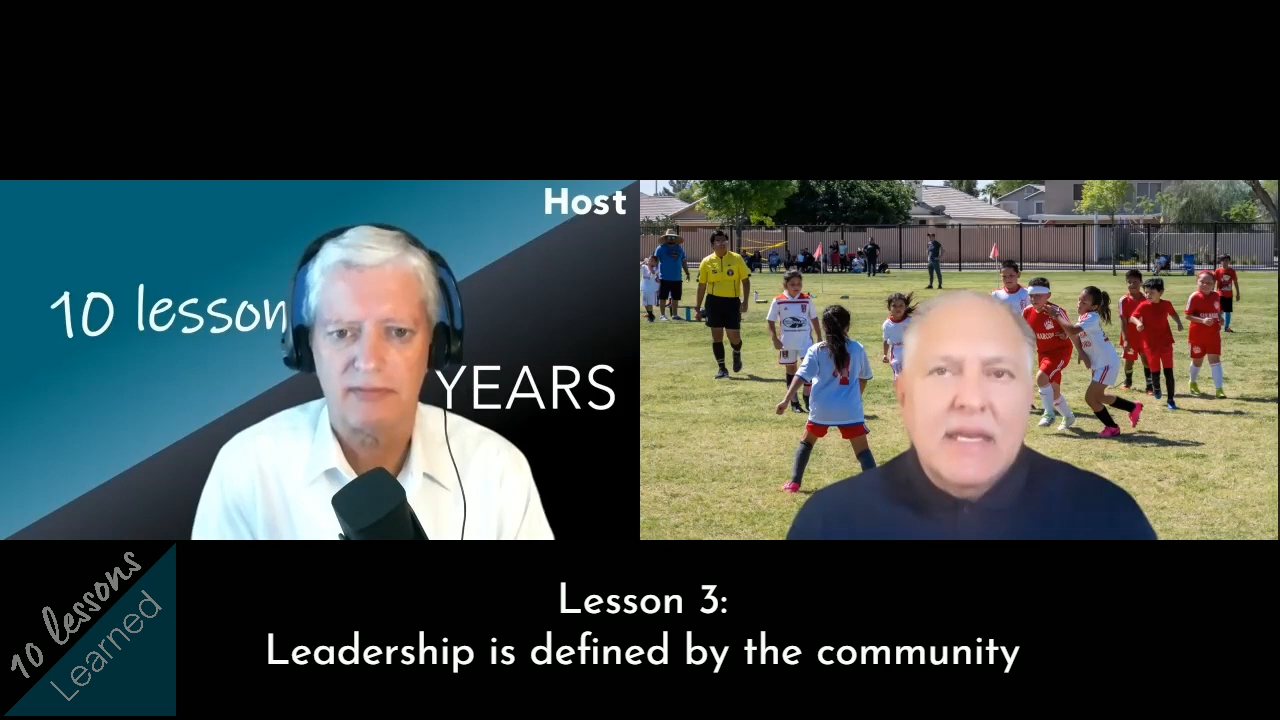 Host
10 lesson
YEARS
Lesson 3:
Leadership is defined by the community
10 lessons
Learned